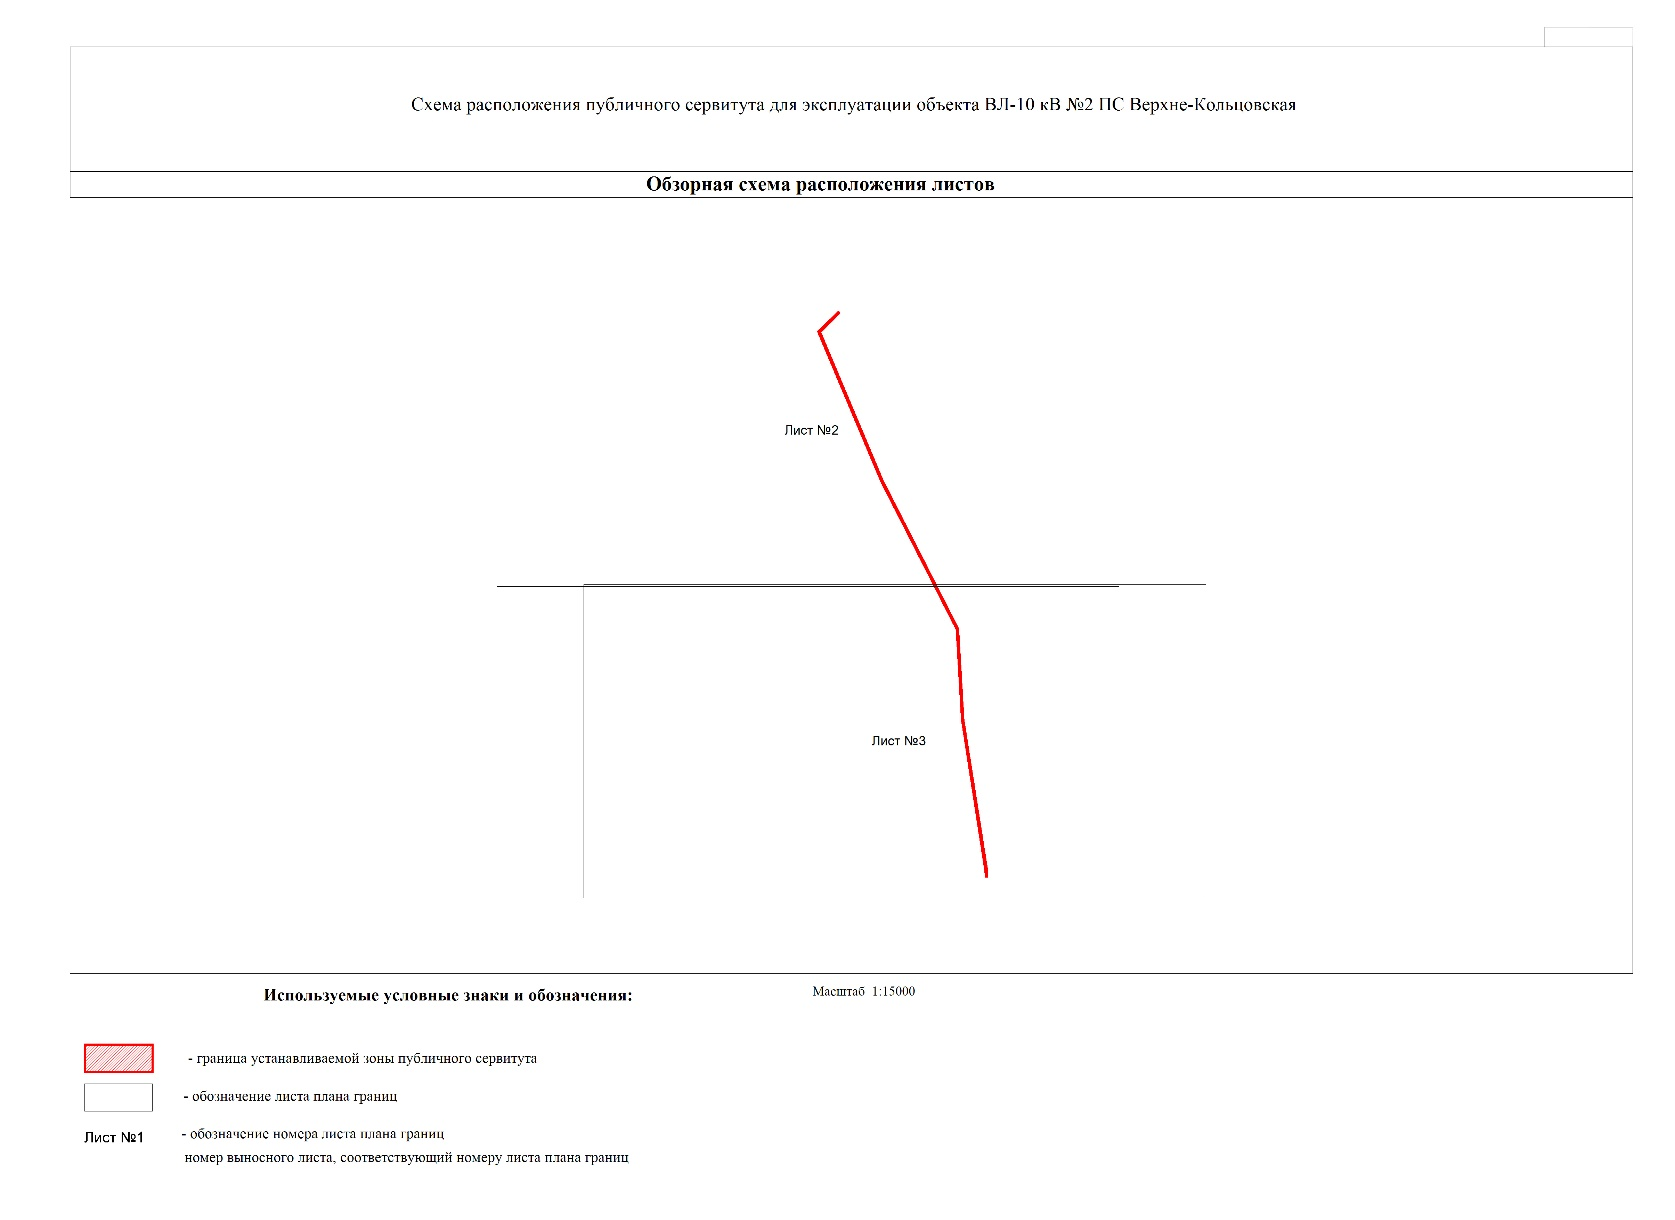 Схема расположения публичного сервитута для эксплуатации объекта ВЛ-10 кВ №2 ПС Верхне-Кольцовская
Обзорная схема расположения листов
Лист №2
Лист №3
Используемые условные знаки и обозначения:
Масштаб 1:15000
- граница устанавливаемой зоны публичного сервитута
- обозначение листа плана границ
Лист №1 - обозначение номера листа плана границ
номер выносного листа, соответствующий номеру листа плана границ